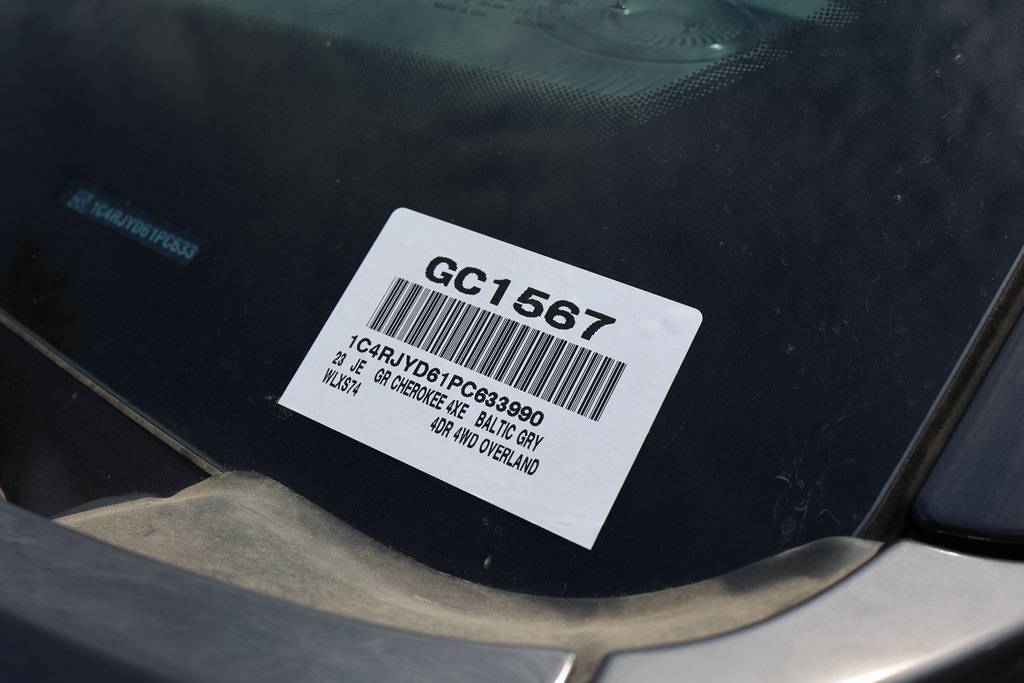 1C4RJYD61PC633
GC1567
1C4RJYD61PC633990
23 JE GR CHEROKEE 4XE BALTIC GRY
WLXS74 4DR 4WD OVERLAND